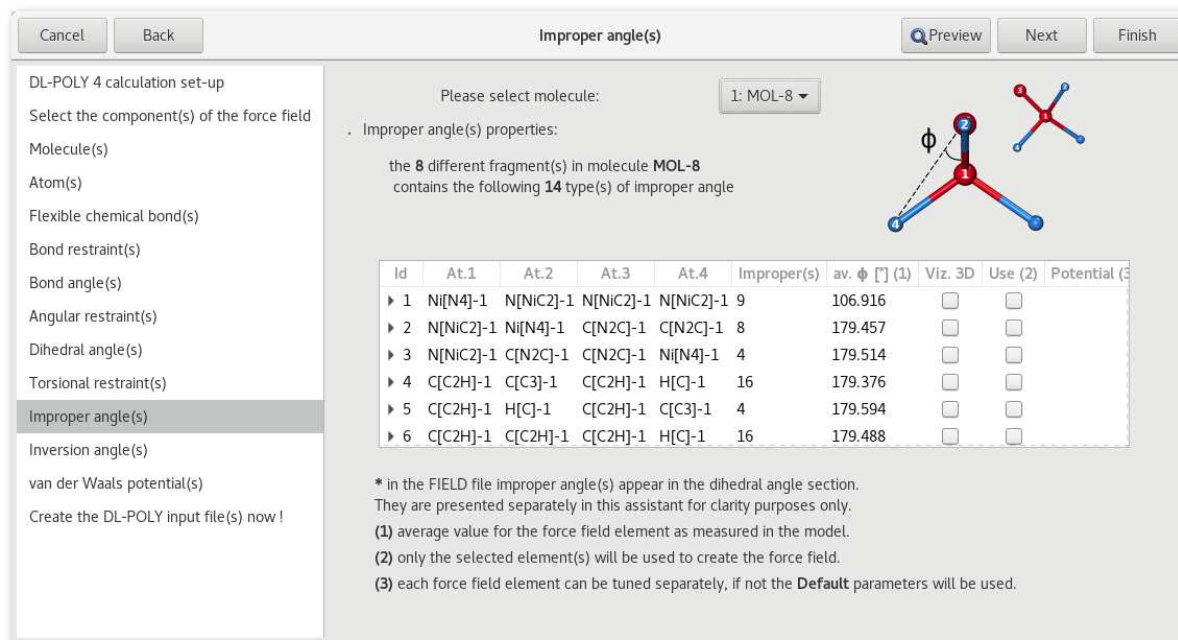 Cancel Back Improper angle(s) Preview Next Finish
DL-POLY 4 calculation set-up
Select the component(s) of the force field
Molecule(s)
Atom(s)
Flexible chemical bond(s)
Bond restraint(s)
Bond angle(s)
Angular restraint(s)
Dihedral angle(s)
Torsional restraint(s)
Improper angle(s)
Inversion angle(s)
van der Waals potential(s)
Create the DL-POLY input file(s) now !
Please select molecule: 1: MOL-8
. Improper angle(s) properties:
the 8 different fragment(s) in molecule MOL-8
contains the following 14 type(s) of improper angle
3 2
1
4
ϕ 2
1
4
Id At.1 At.2 At.3 At.4 Improper(s) av. ϕ [°] (1) Viz. 3D Use (2) Potential (3
1 Ni[N4]-1 N[NiC2]-1 N[NiC2]-1 N[NiC2]-1 9 106.916
2 N[NiC2]-1 Ni[N4]-1 C[N2C]-1 C[N2C]-1 8 179.457
3 N[NiC2]-1 C[N2C]-1 C[N2C]-1 Ni[N4]-1 4 179.514
4 C[C2H]-1 C[C3]-1 C[C2H]-1 H[C]-1 16 179.376
5 C[C2H]-1 H[C]-1 C[C2H]-1 C[C3]-1 4 179.594
6 C[C2H]-1 C[C2H]-1 C[C2H]-1 H[C]-1 16 179.488
* in the FIELD file improper angle(s) appear in the dihedral angle section.
They are presented separately in this assistant for clarity purposes only.
(1) average value for the force field element as measured in the model.
(2) only the selected element(s) will be used to create the force field.
(3) each force field element can be tuned separately, if not the Default parameters will be used.